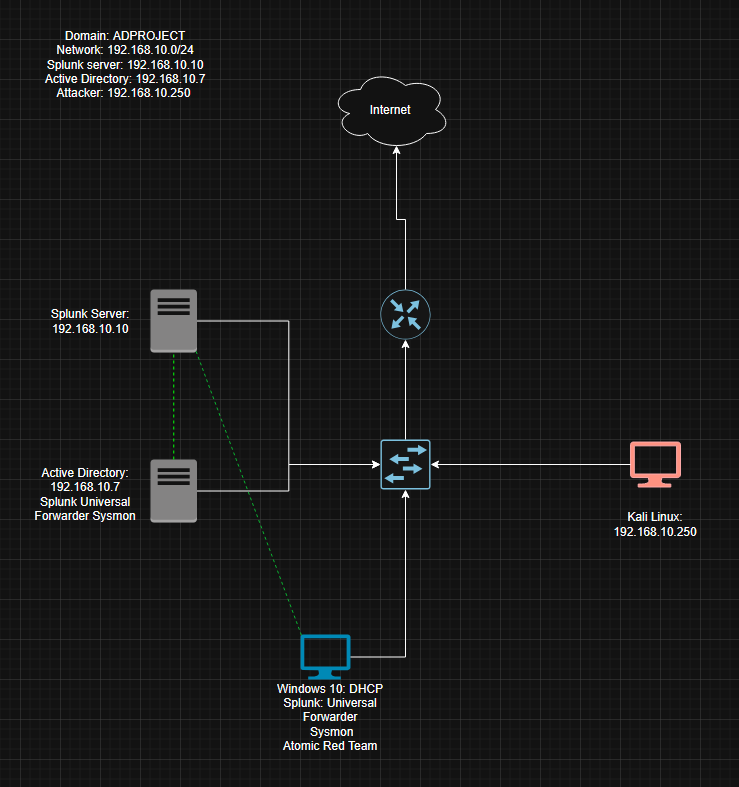 Domain: ADPROJECT
Network: 192.168.10.0/24
Splunk server: 192.168.10.10
Active Directory: 192.168.10.7
Attacker: 192.168.10.250
Internet
Splunk Server:
192.168.10.10
Active Directory:
192.168.10.7
Splunk Universal
Forwarder Sysmon
Kali Linux:
192.168.10.250
Windows 10: DHCP
Splunk: Universal
Forwarder
Sysmon
Atomic Red Team